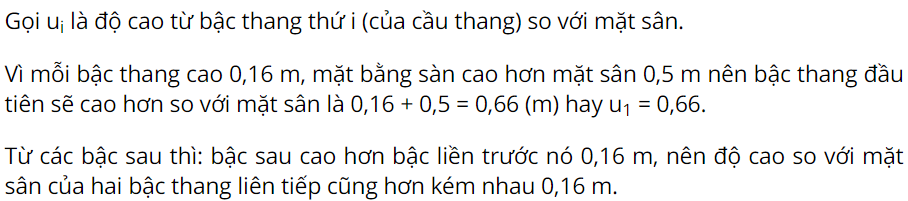 Gọi uᵢ là độ cao từ bậc thang thứ i (của cầu thang) so với mặt sân.
Vì mỗi bậc thang cao 0,16 m, mặt bằng sàn cao hơn mặt sân 0,5 m nên bậc thang đầu
tiên sẽ cao hơn so với mặt sân là 0,16 + 0,5 = 0,66 (m) hay u₁ = 0,66.
Từ các bậc sau thì: bậc sau cao hơn bậc liền trước nó 0,16 m, nên độ cao so với mặt
sân của hai bậc thang liên tiếp cũng hơn kém nhau 0,16 m.